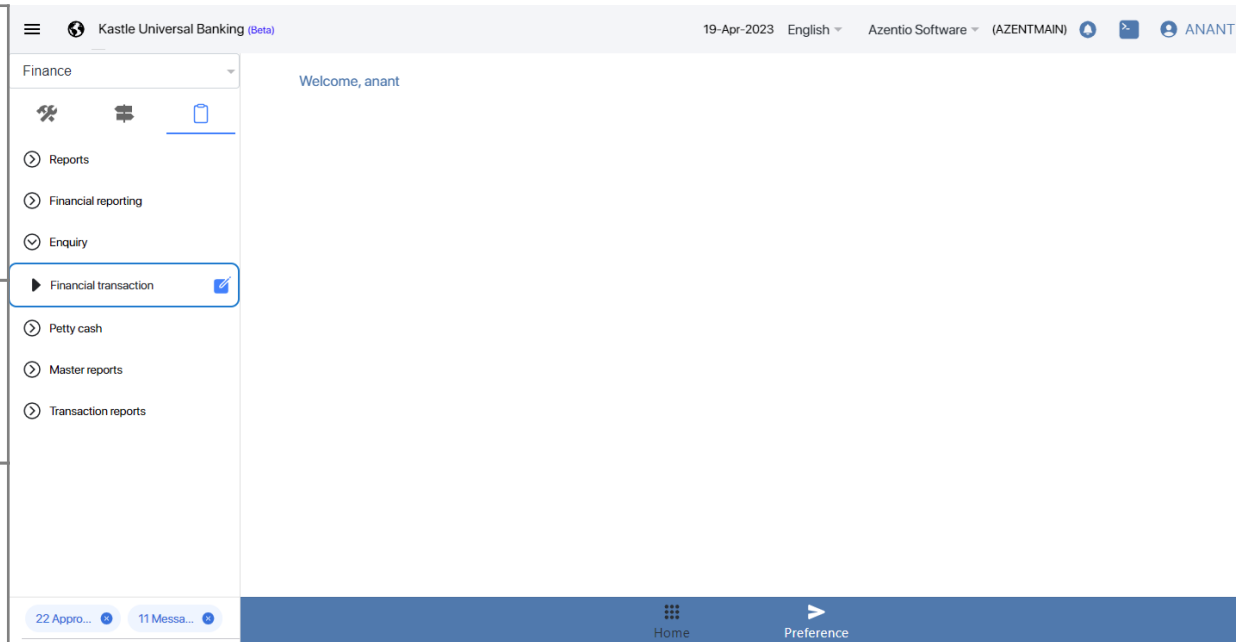 Kastle Universal Banking (Beta)
19-Apr-2023 English Azentio Software (AZENTMAIN) ANANT
Finance
Welcome, anant
Reports
Financial reporting
Enquiry
Financial transaction
Petty cash
Master reports
Transaction reports
22 Appro... 11 Messa...
Home Preference